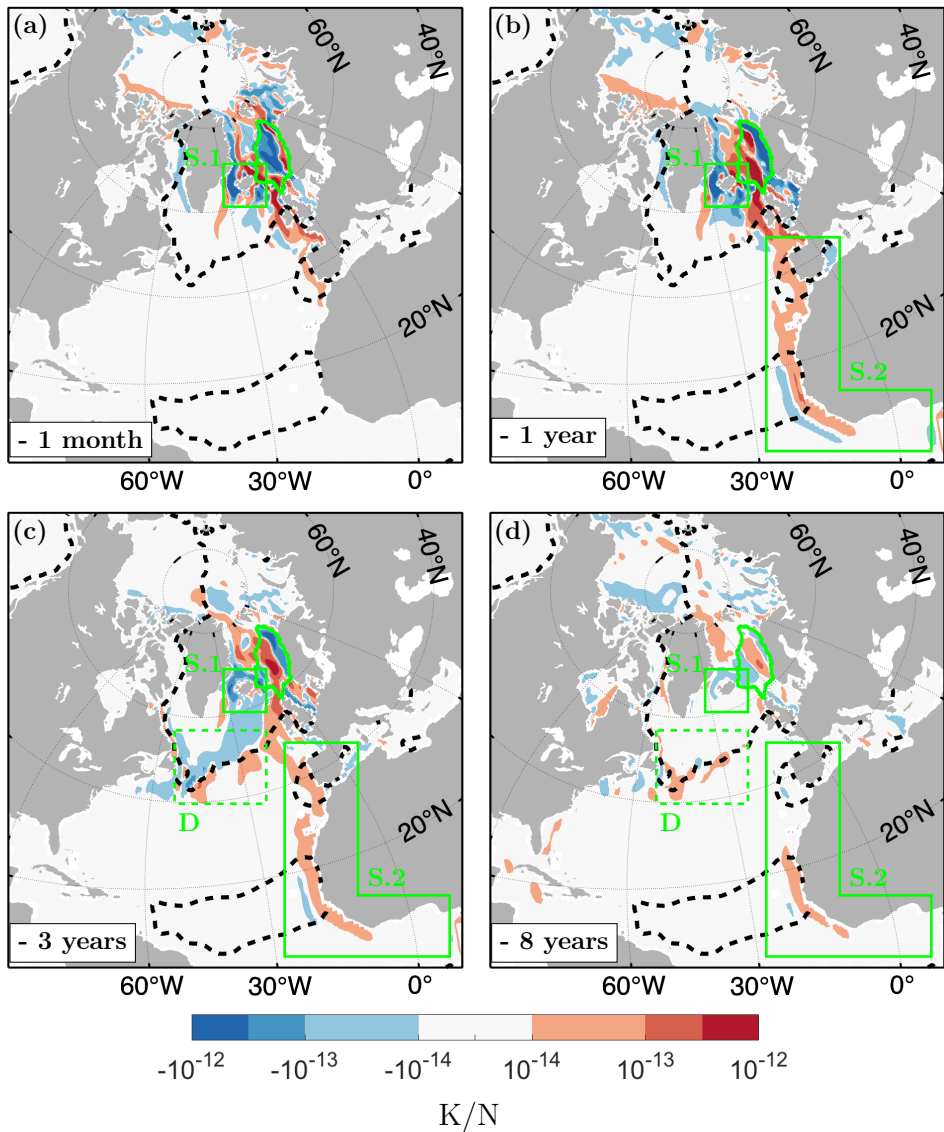 (a)
60°N
40°N
S.1
20°N
- 1 month
60°W
30°W
0°
(b)
60°N
40°N
S.1
20°N
S.2
- 1 year
60°W
30°W
0°
(c)
60°N
40°N
S.1
D
20°N
S.2
- 3 years
60°W
30°W
0°
(d)
60°N
40°N
S.1
D
20°N
S.2
- 8 years
60°W
30°W
0°
-10⁻¹² -10⁻¹³ -10⁻¹⁴ 10⁻¹⁴ 10⁻¹³ 10⁻¹²
K/N